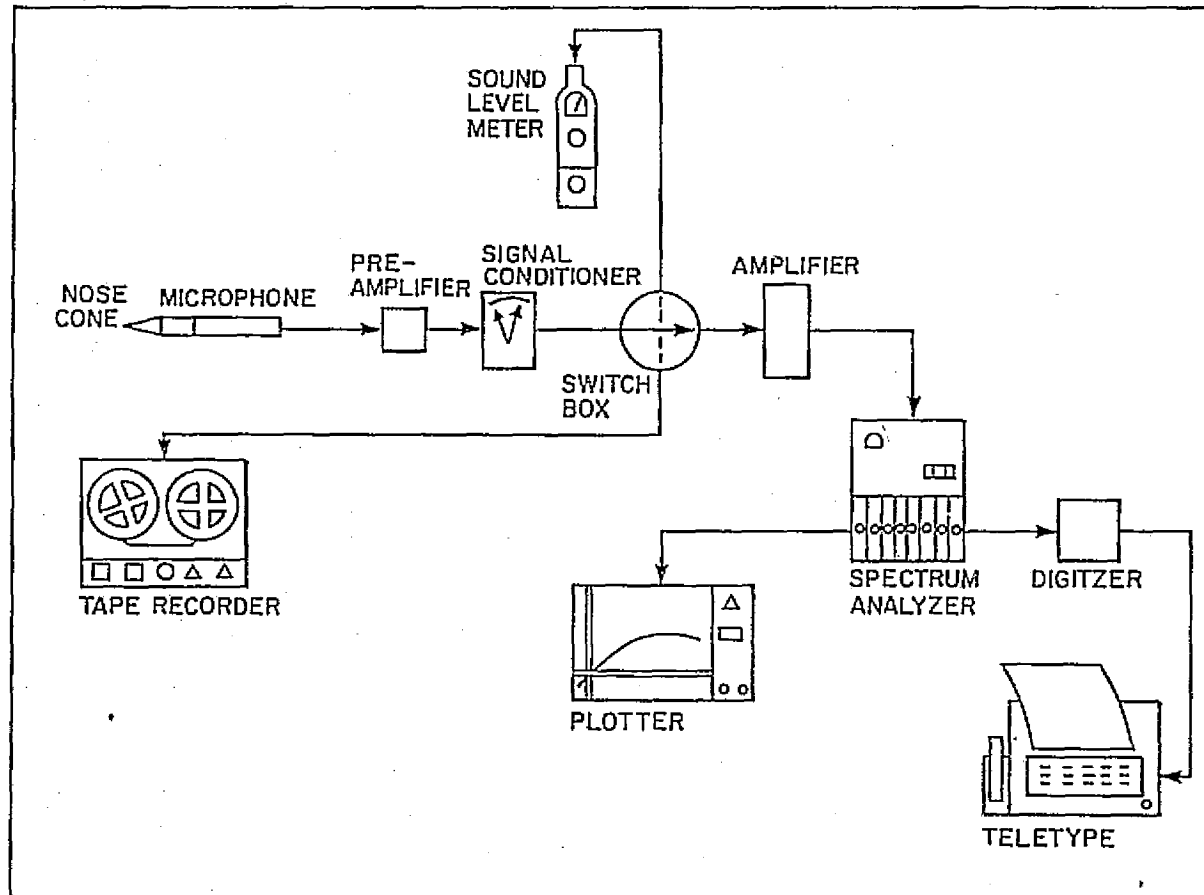 SOUND
LEVEL
METER
NOSE
CONE
MICROPHONE
PRE-
AMPLIFIER
SIGNAL
CONDITIONER
SWITCH
BOX
AMPLIFIER
TAPE RECORDER
SPECTRUM
ANALYZER
DIGITZER
PLOTTER
TELETYPE